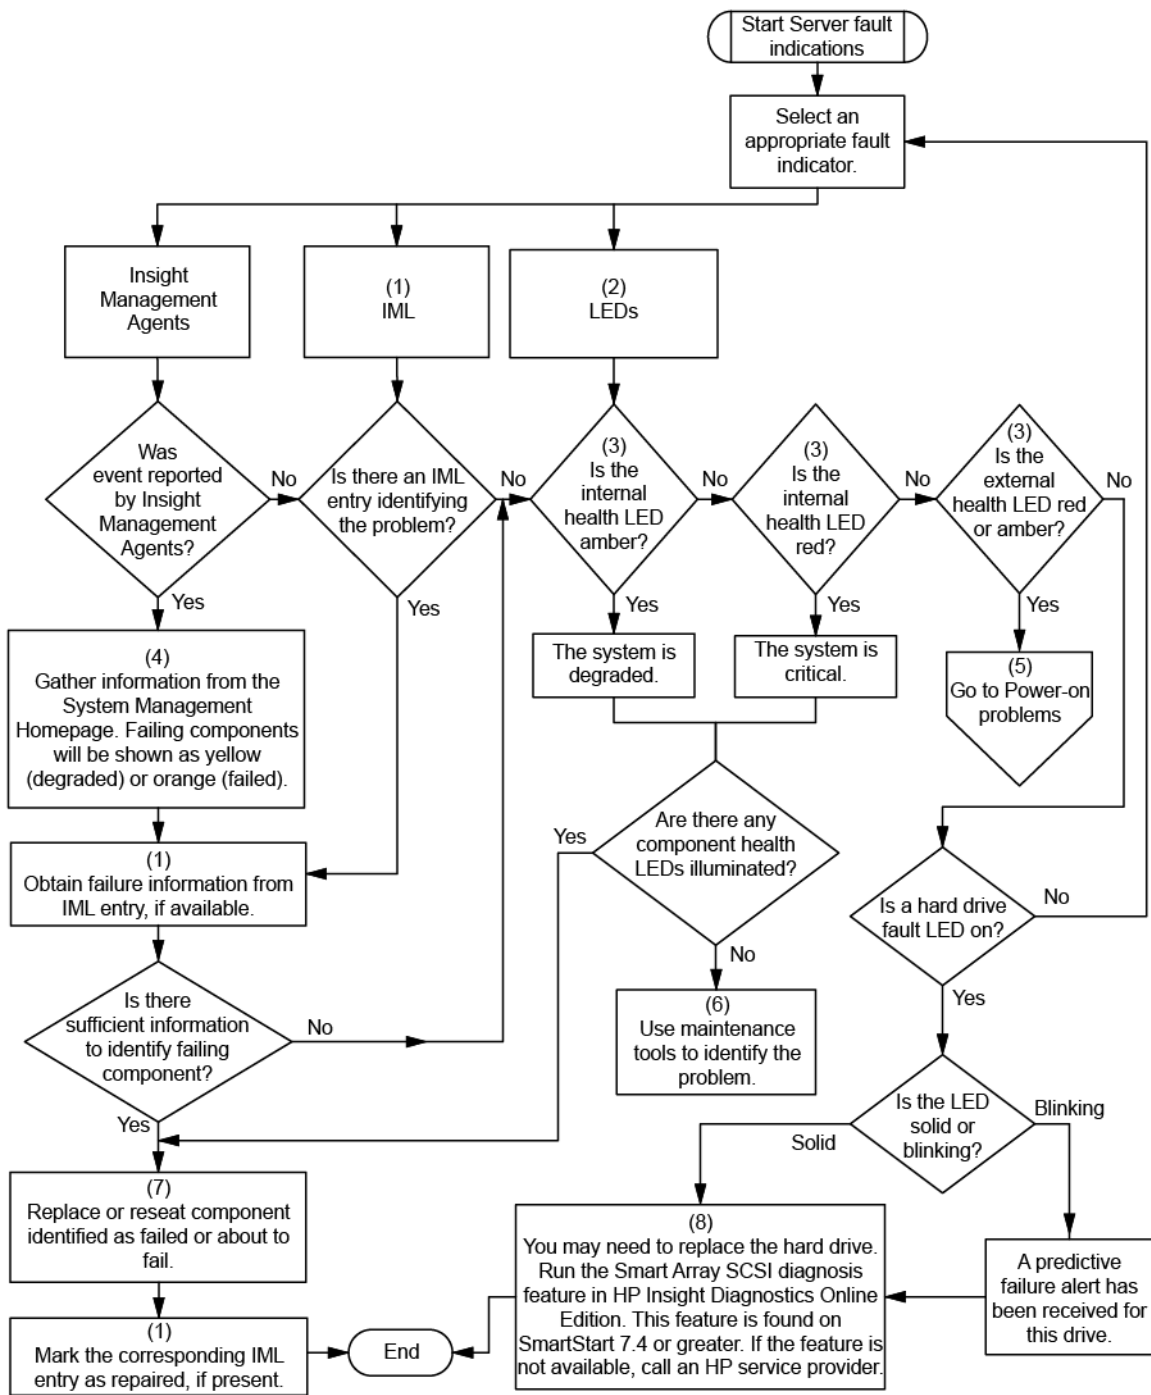 Start Server fault
indications
Select an
appropriate fault
indicator.
Insight
Management
Agents
(1)
IML
(2)
LEDs
Was
event reported
by Insight
Management
Agents?
No
Is there an IML
entry identifying
the problem?
No
(3)
Is the
internal
health LED
amber?
No
(3)
Is the
internal
health LED
red?
No
(3)
Is the
external
health LED red
or amber?
No
Yes
Yes
Yes
Yes
Yes
(4)
Gather information from the
System Management
Homepage. Failing components
will be shown as yellow
(degraded) or orange (failed).
The system is
degraded.
The system is
critical.
(5)
Go to Power-on
problems
(1)
Obtain failure information from
IML entry, if available.
Yes
Are there any
component health
LEDs illuminated?
No
Is a hard drive
fault LED on?
No
Yes
Is there
sufficient information
to identify failing
component?
No
Yes
(6)
Use maintenance
tools to identify the
problem.
Is the LED
solid or
blinking?
Solid
Blinking
(7)
Replace or reseat component
identified as failed or about to
fail.
(8)
You may need to replace the hard drive.
Run the Smart Array SCSI diagnosis
feature in HP Insight Diagnostics Online
Edition. This feature is found on
SmartStart 7.4 or greater. If the feature is
not available, call an HP service provider.
A predictive
failure alert has
been received for
this drive.
(1)
Mark the corresponding IML
entry as repaired, if present.
End